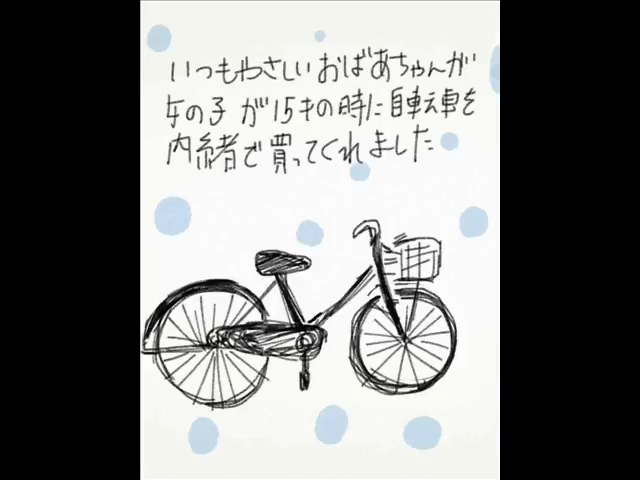 いつもやさしいおばあちゃんが
女の子が15才の時に自転車を
内緒で買ってくれました